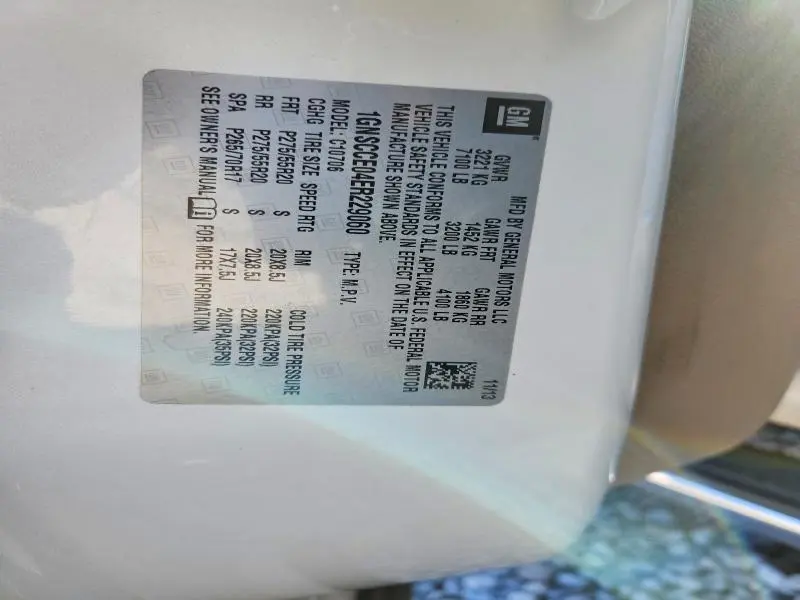 GM
MFD BY GENERAL MOTORS LLC 11/13
GVWR GAWR FRT GAWR RR
3221 KG 1452 KG 1860 KG
7100 LB 3200 LB 4100 LB
THIS VEHICLE CONFORMS TO ALL APPLICABLE U.S. FEDERAL MOTOR
VEHICLE SAFETY STANDARDS IN EFFECT ON THE DATE OF
MANUFACTURE SHOWN ABOVE.
1GNSCCE04ER229060 TYPE: M.P.V.
MODEL: C10706
CGHG TIRE SIZE SPEED RTG RIM COLD TIRE PRESSURE
FRT P275/55R20 S 20X8.5J 220KPA(32PSI)
RR P275/55R20 S 20X8.5J 220KPA(32PSI)
SPA P265/70R17 S 17X7.5J 240KPA(35PSI)
SEE OWNER'S MANUAL FOR MORE INFORMATION.